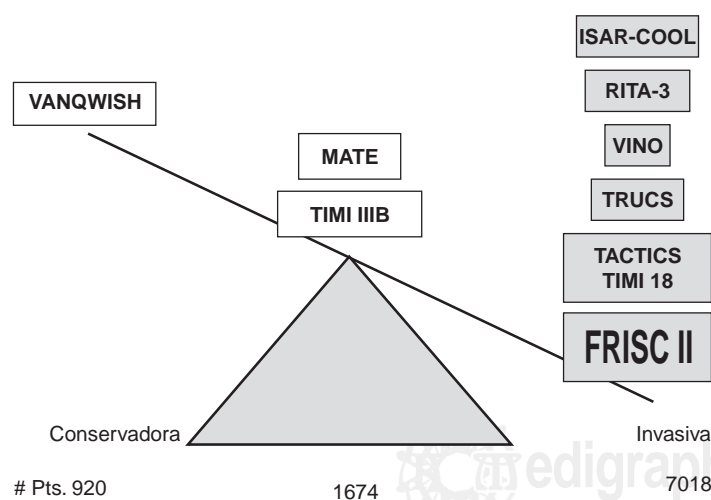 ISAR-COOL
RITA-3
VANQWISH
VINO
MATE
TRUCS
TIMI IIIB
TACTICS
TIMI 18
FRISC II
Conservadora
Invasiva
# Pts. 920
1674
7018
edigraph